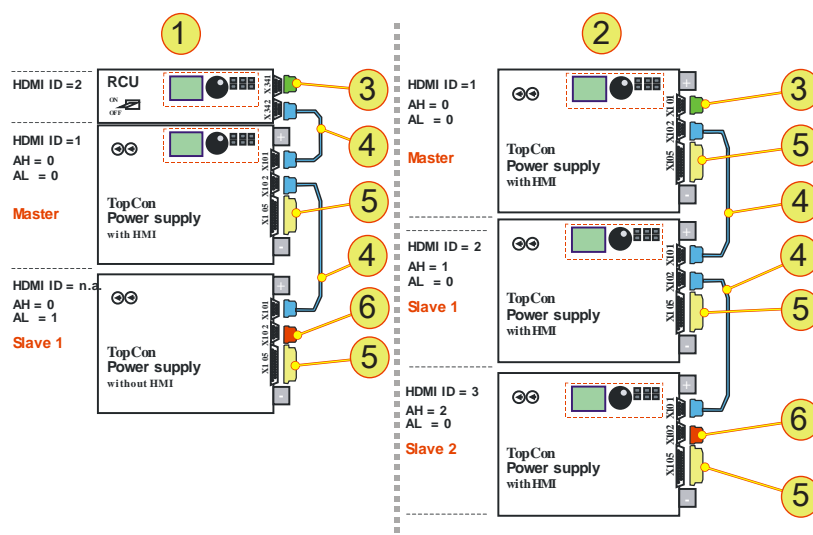 1
HDMI ID =2
RCU
ON
OFF
X341
X342
3
4
HDMI ID =1
AH = 0
AL = 0
Master
TopCon
Power supply
with HMI
+
X101
X102
X105
-
5
4
HDMI ID = n.a.
AH = 0
AL = 1
Slave 1
TopCon
Power supply
without HMI
+
X101
X102
X105
-
6
5
2
HDMI ID =1
AH = 0
AL = 0
Master
TopCon
Power supply
with HMI
+
X101
X102
X105
-
3
5
4
HDMI ID = 2
AH = 1
AL = 0
Slave 1
TopCon
Power supply
with HMI
+
X101
X102
X105
4
5
HDMI ID = 3
AH = 2
AL = 0
Slave 2
TopCon
Power supply
with HMI
+
X101
X102
X105
-
6
5